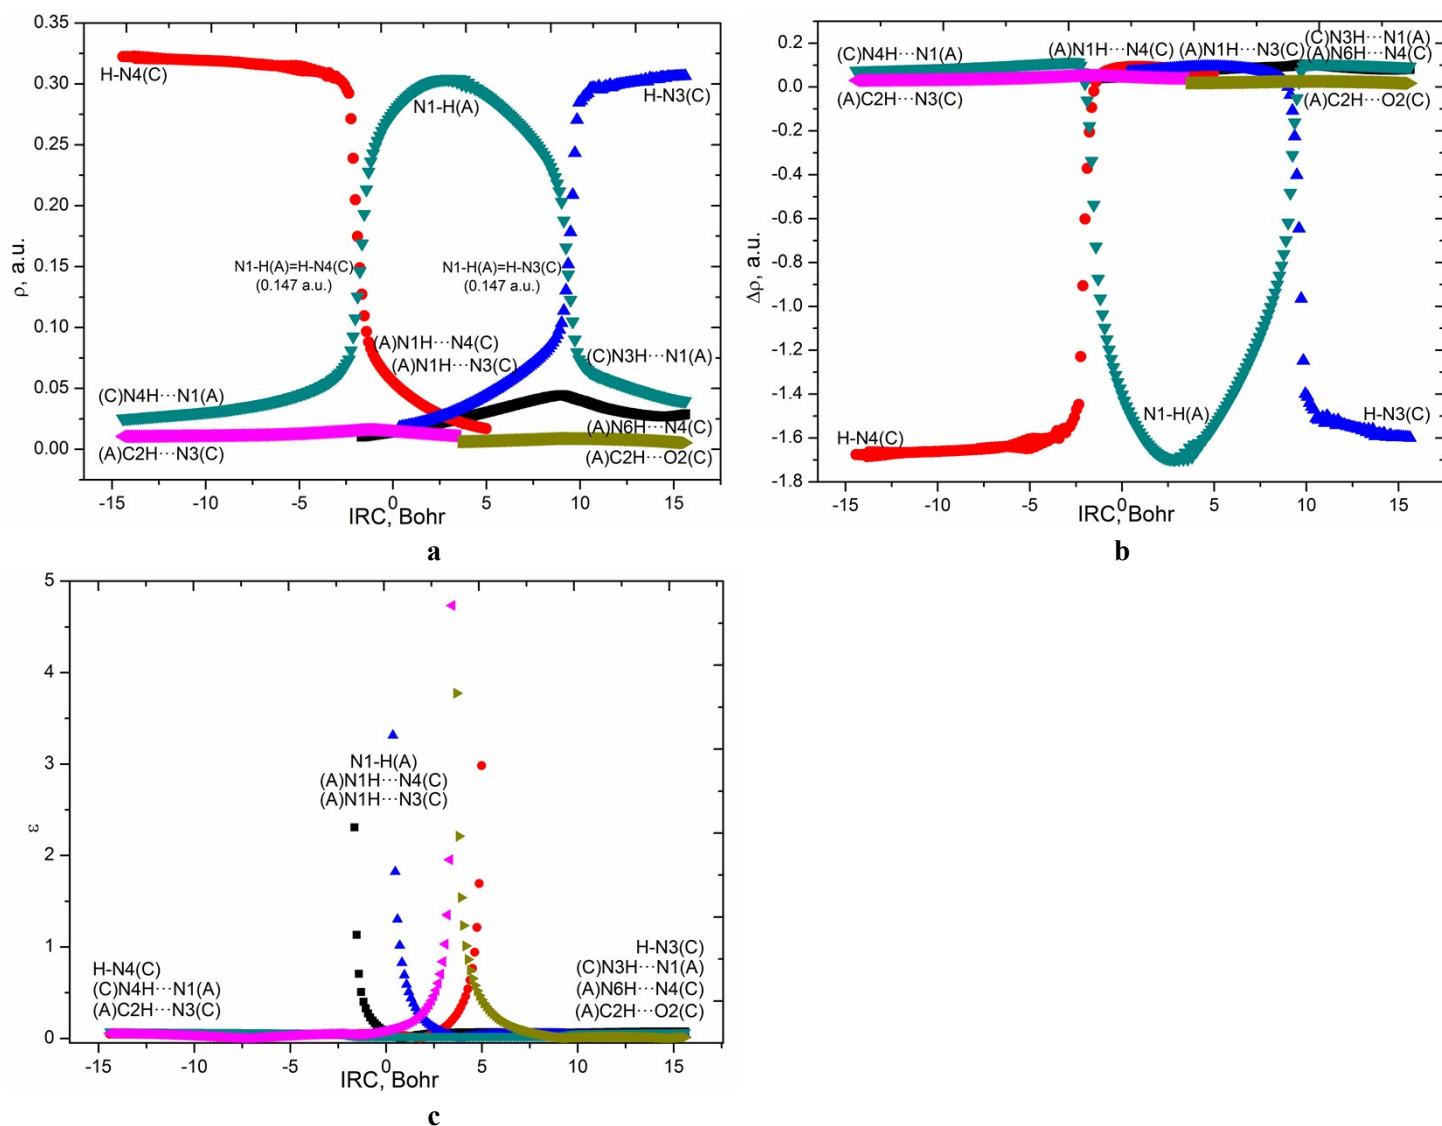 0.35
0.30
0.25
0.20
0.15
0.10
0.05
0.00
ρ, a.u.
H-N4(C)
N1-H(A)
H-N3(C)
N1-H(A)=H-N4(C)
(0.147 a.u.)
N1-H(A)=H-N3(C)
(0.147 a.u.)
(A)N1H···N4(C)
(A)N1H···N3(C)
(C)N3H···N1(A)
(C)N4H···N1(A)
(A)N6H···N4(C)
(A)C2H···N3(C)
(A)C2H···O2(C)
-15 -10 -5 0 5 10 15
IRC, Bohr
a
0.2
0.0
-0.2
-0.4
-0.6
-0.8
-1.0
-1.2
-1.4
-1.6
-1.8
Δρ, a.u.
(C)N4H···N1(A)
(A)N1H···N4(C)
(A)N1H···N3(C)
(C)N3H···N1(A)
(A)N6H···N4(C)
(A)C2H···N3(C)
(A)C2H···O2(C)
H-N4(C)
N1-H(A)
H-N3(C)
-15 -10 -5 0 5 10 15
IRC, Bohr
b
5
4
3
2
1
0
ε
N1-H(A)
(A)N1H···N4(C)
(A)N1H···N3(C)
H-N4(C)
(C)N4H···N1(A)
(A)C2H···N3(C)
H-N3(C)
(C)N3H···N1(A)
(A)N6H···N4(C)
(A)C2H···O2(C)
-15 -10 -5 0 5 10 15
IRC, Bohr
c